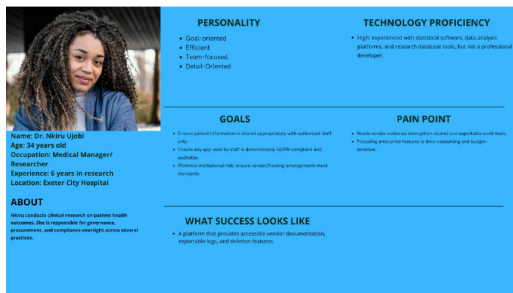 Name: Dr. Nkiru Ujobi
Age: 34 years old
Occupation: Medical Manager/
Researcher
Experience: 6 years in research
Location: Exeter City Hospital
ABOUT
Nkiru conducts clinical research on patient health
outcomes. She is responsible for governance,
procurement, and compliance oversight across several
practices.
PERSONALITY
• Goal-oriented
• Efficient
• Team-focused.
• Detail-Oriented
TECHNOLOGY PROFICIENCY
• High: experienced with statistical software, data analysis
platforms, and research database tools, but not a professional
developer.
GOALS
• Ensure patient information is shared appropriately with authorised staff
only.
• Ensure any app used by staff is demonstrably GDPR-compliant and
auditable.
• Minimise institutional risk: ensure vendor/hosting arrangements meet
standards.
PAIN POINT
• Needs vendor evidence (encryption claims) and exportable audit trails.
• Procuring enterprise features is time-consuming and budget-
sensitive.
WHAT SUCCESS LOOKS LIKE
• A platform that provides accessible vendor documentation,
exportable logs, and deletion features.